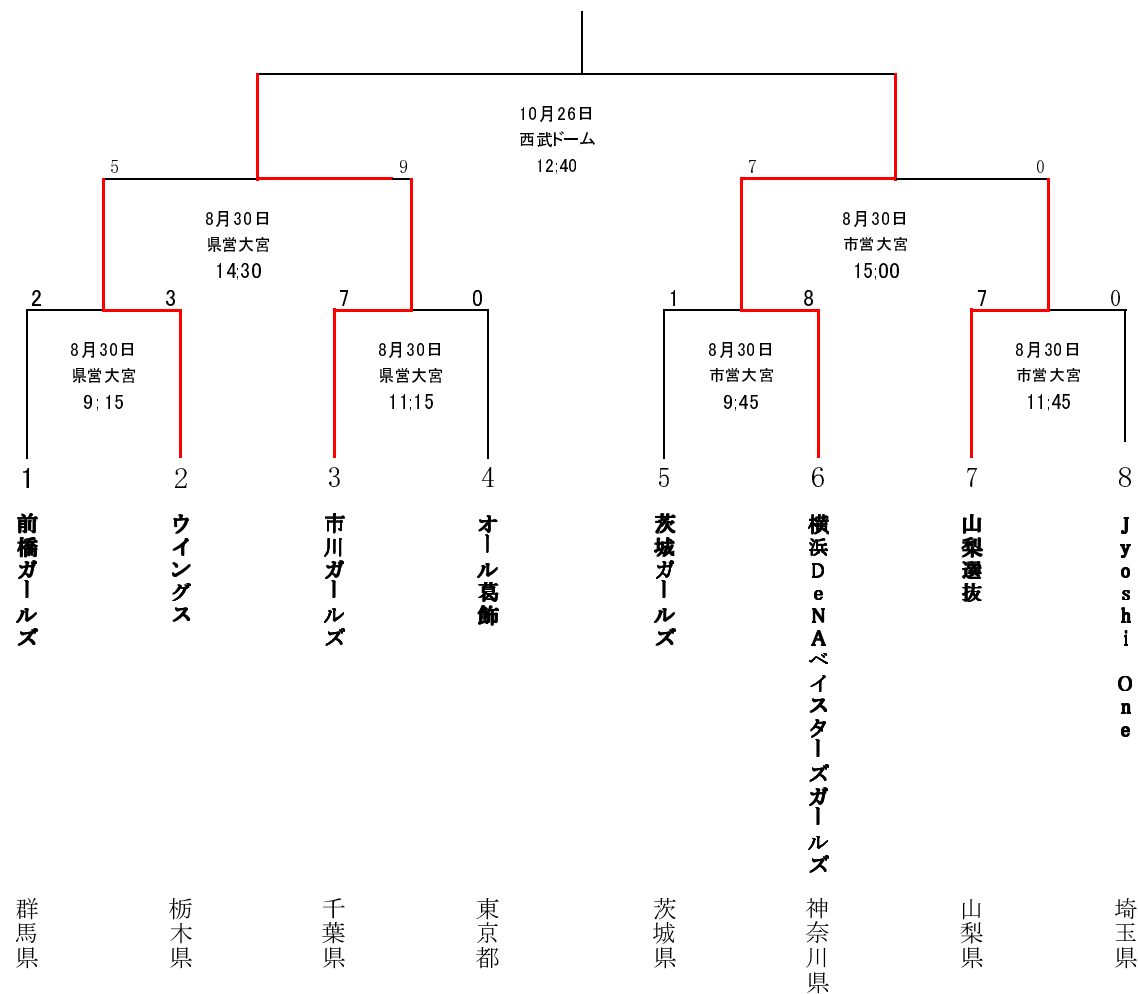 10月26日
西武ドーム
12;40
5
9
7
0
8月30日
県営大宮
14;30
8月30日
市営大宮
15;00
2
3
7
0
1
8
7
0
8月30日
県営大宮
9;15
8月30日
県営大宮
11;15
8月30日
市営大宮
9;45
8月30日
市営大宮
11;45
1
2
3
4
5
6
7
8
前橋ガールズ
ウイングス
市川ガールズ
オール葛飾
茨城ガールズ
横浜DeNAベイスターズガールズ
山梨選抜
Jyoshi One
群馬県
栃木県
千葉県
東京都
茨城県
神奈川県
山梨県
埼玉県